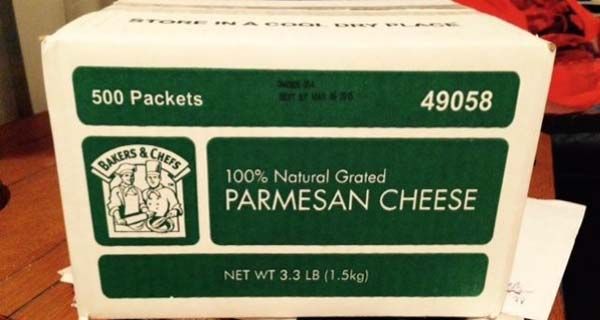 STORE IN A COOL DRY PLACE
500 Packets
49058
BAKERS & CHEFS
100% Natural Grated
PARMESAN CHEESE
NET WT 3.3 LB (1.5kg)